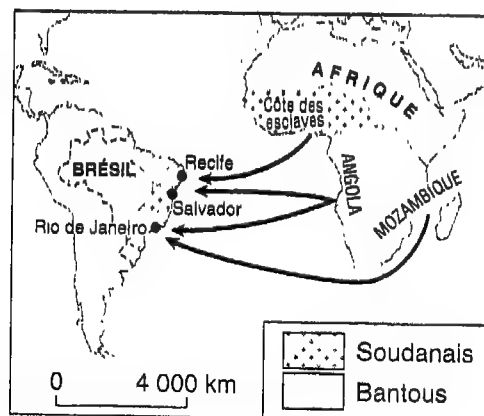 AFRIQUE
Côte des
esclaves
BRÉSIL
Recife
Salvador
Rio de Janeiro
ANGOLA
MOZAMBIQUE
0 4 000 km
Soudanais
Bantous